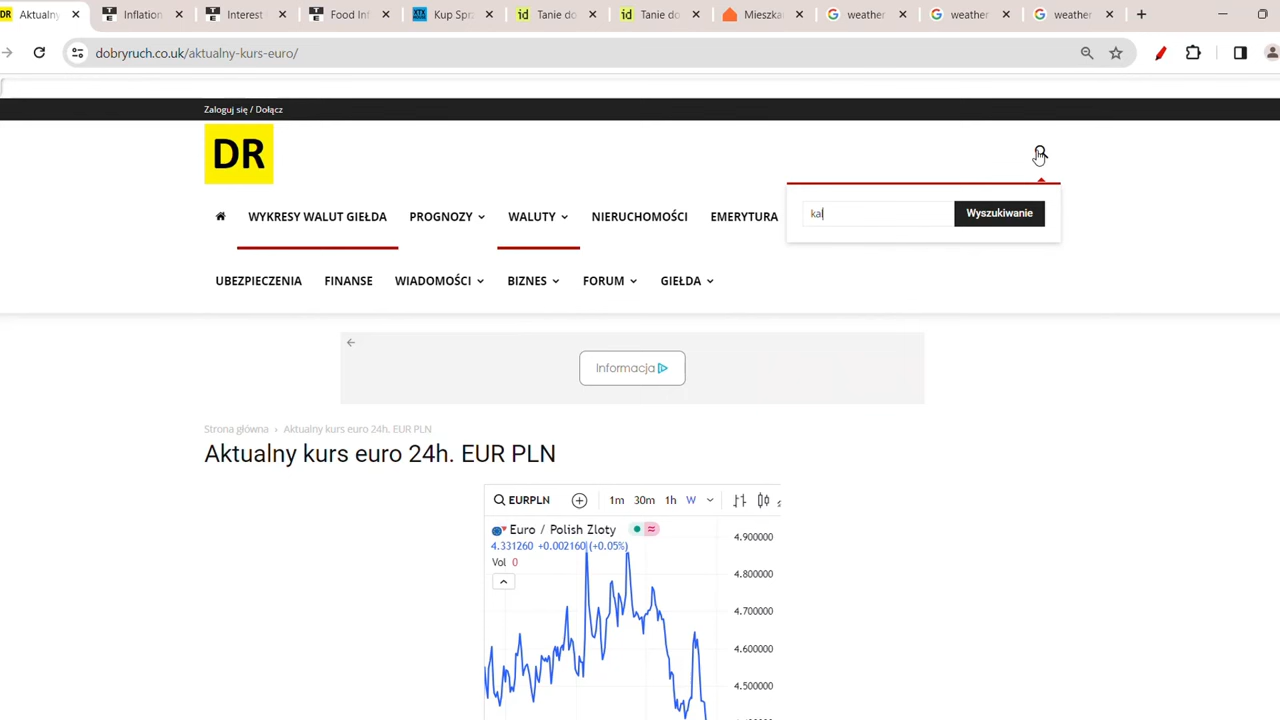 Aktualny
Inflation
Interest
Food Inf
Kup Spr
Tanie do
Tanie do
Mieszka
weather
weather
weather
dobryruch.co.uk/aktualny-kurs-euro/
Zaloguj się / Dołącz
DR
WYKRESY WALUT GIEŁDA
PROGNOZY
WALUTY
NIERUCHOMOŚCI
EMERYTURA
kal
Wyszukiwanie
UBEZPIECZENIA
FINANSE
WIADOMOŚCI
BIZNES
FORUM
GIEŁDA
Informacja
Strona główna › Aktualny kurs euro 24h. EUR PLN
Aktualny kurs euro 24h. EUR PLN
EURPLN
1m 30m 1h W
Euro / Polish Zloty
4.331260 +0.002160 (+0.05%)
Vol 0
4.900000
4.800000
4.700000
4.600000
4.500000